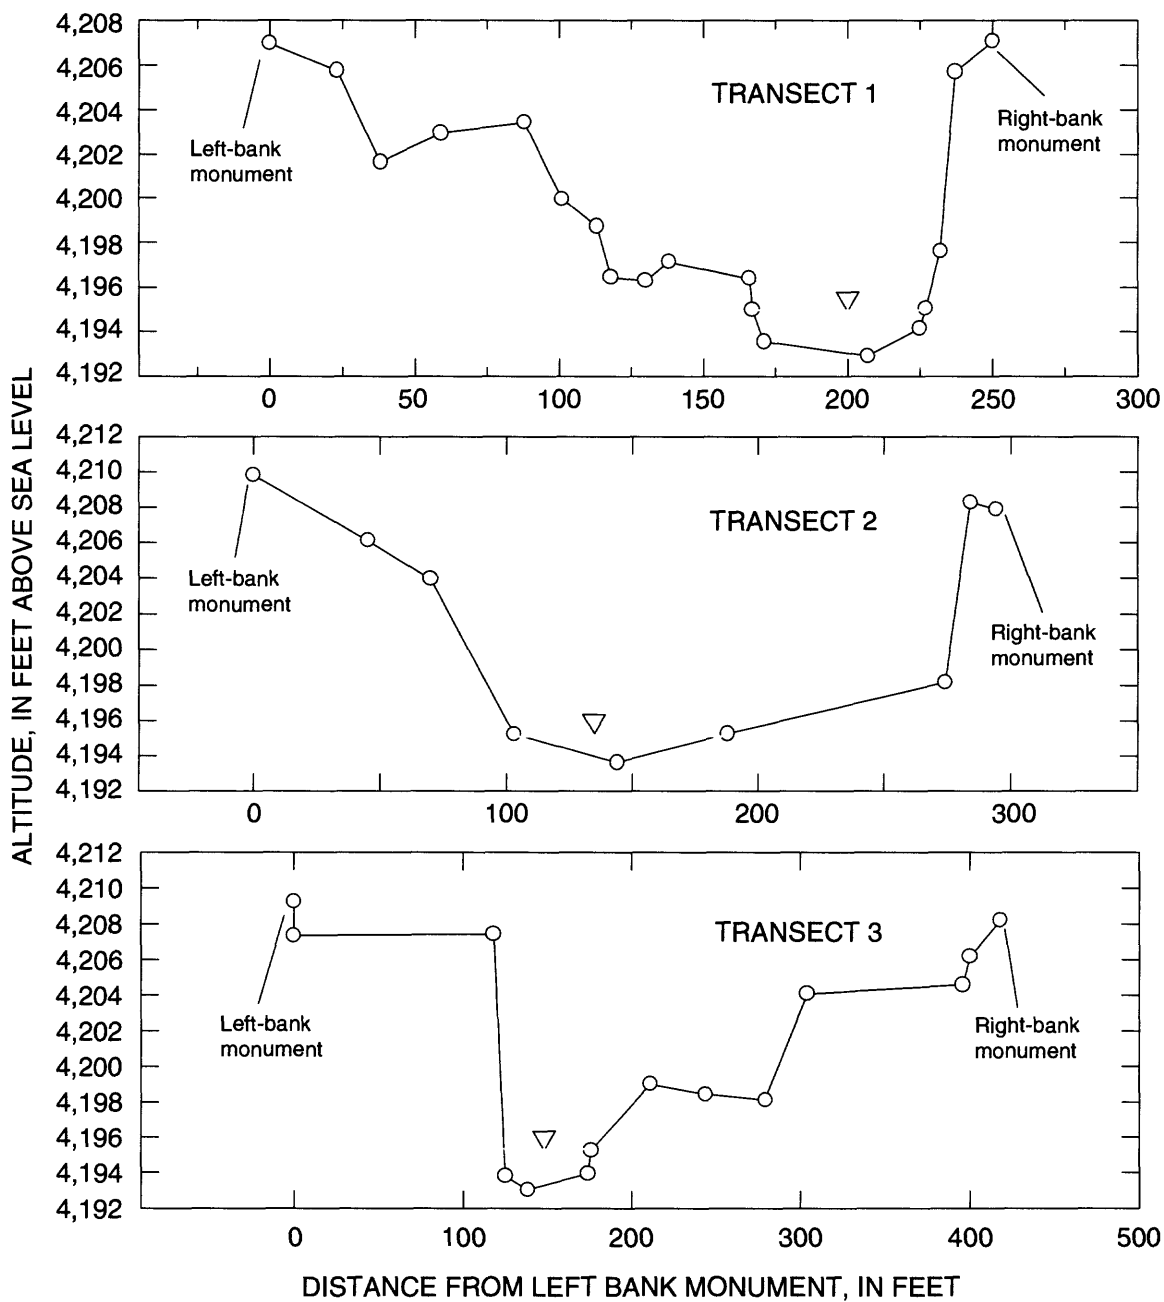 ALTITUDE, IN FEET ABOVE SEA LEVEL
4,208
4,206
4,204
4,202
4,200
4,198
4,196
4,194
4,192
TRANSECT 1
Left-bank
monument
Right-bank
monument
0 50 100 150 200 250 300
4,212
4,210
4,208
4,206
4,204
4,202
4,200
4,198
4,196
4,194
4,192
TRANSECT 2
Left-bank
monument
Right-bank
monument
0 100 200 300
4,212
4,210
4,208
4,206
4,204
4,202
4,200
4,198
4,196
4,194
4,192
TRANSECT 3
Left-bank
monument
Right-bank
monument
0 100 200 300 400 500
DISTANCE FROM LEFT BANK MONUMENT, IN FEET